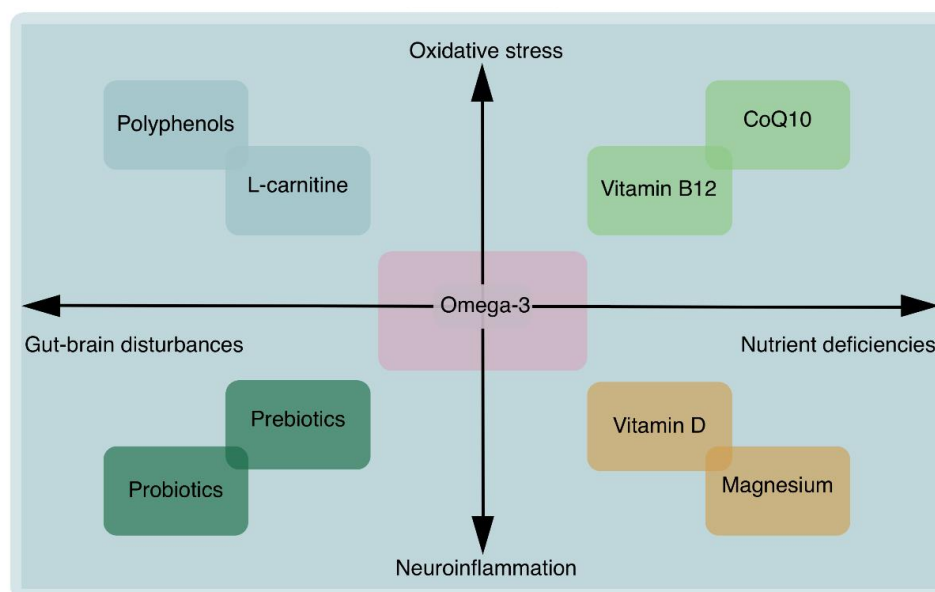 Oxidative stress
Polyphenols
L-carnitine
CoQ10
Vitamin B12
Omega-3
Gut-brain disturbances
Nutrient deficiencies
Prebiotics
Probiotics
Vitamin D
Magnesium
Neuroinflammation